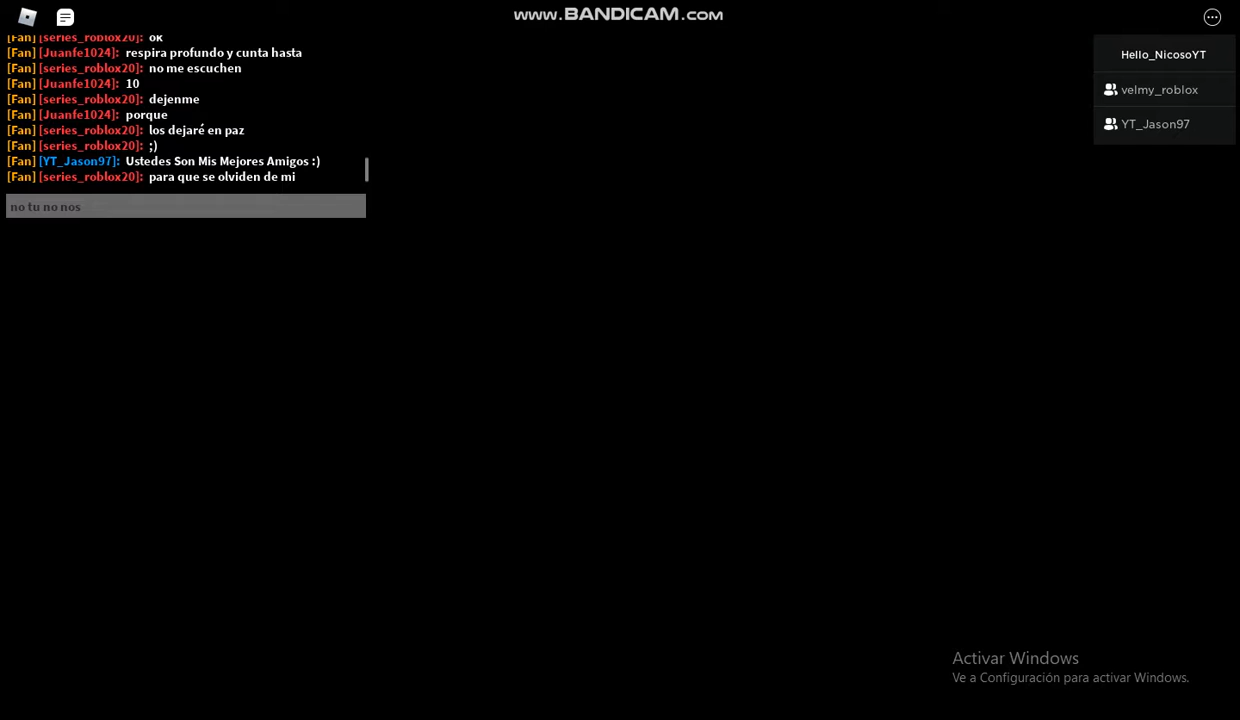 www.BANDICAM.com
[Fan] [series_roblox20]: ok
[Fan] [Juanfe1024]: respira profundo y cunta hasta
[Fan] [series_roblox20]: no me escuchen
[Fan] [Juanfe1024]: 10
[Fan] [series_roblox20]: dejenme
[Fan] [Juanfe1024]: porque
[Fan] [series_roblox20]: los dejaré en paz
[Fan] [series_roblox20]: ;)
[Fan] [YT_Jason97]: Ustedes Son Mis Mejores Amigos :)
[Fan] [series_roblox20]: para que se olviden de mi
no tu no nos
Hello_NicosoYT
velmy_roblox
YT_Jason97
Activar Windows
Ve a Configuración para activar Windows.